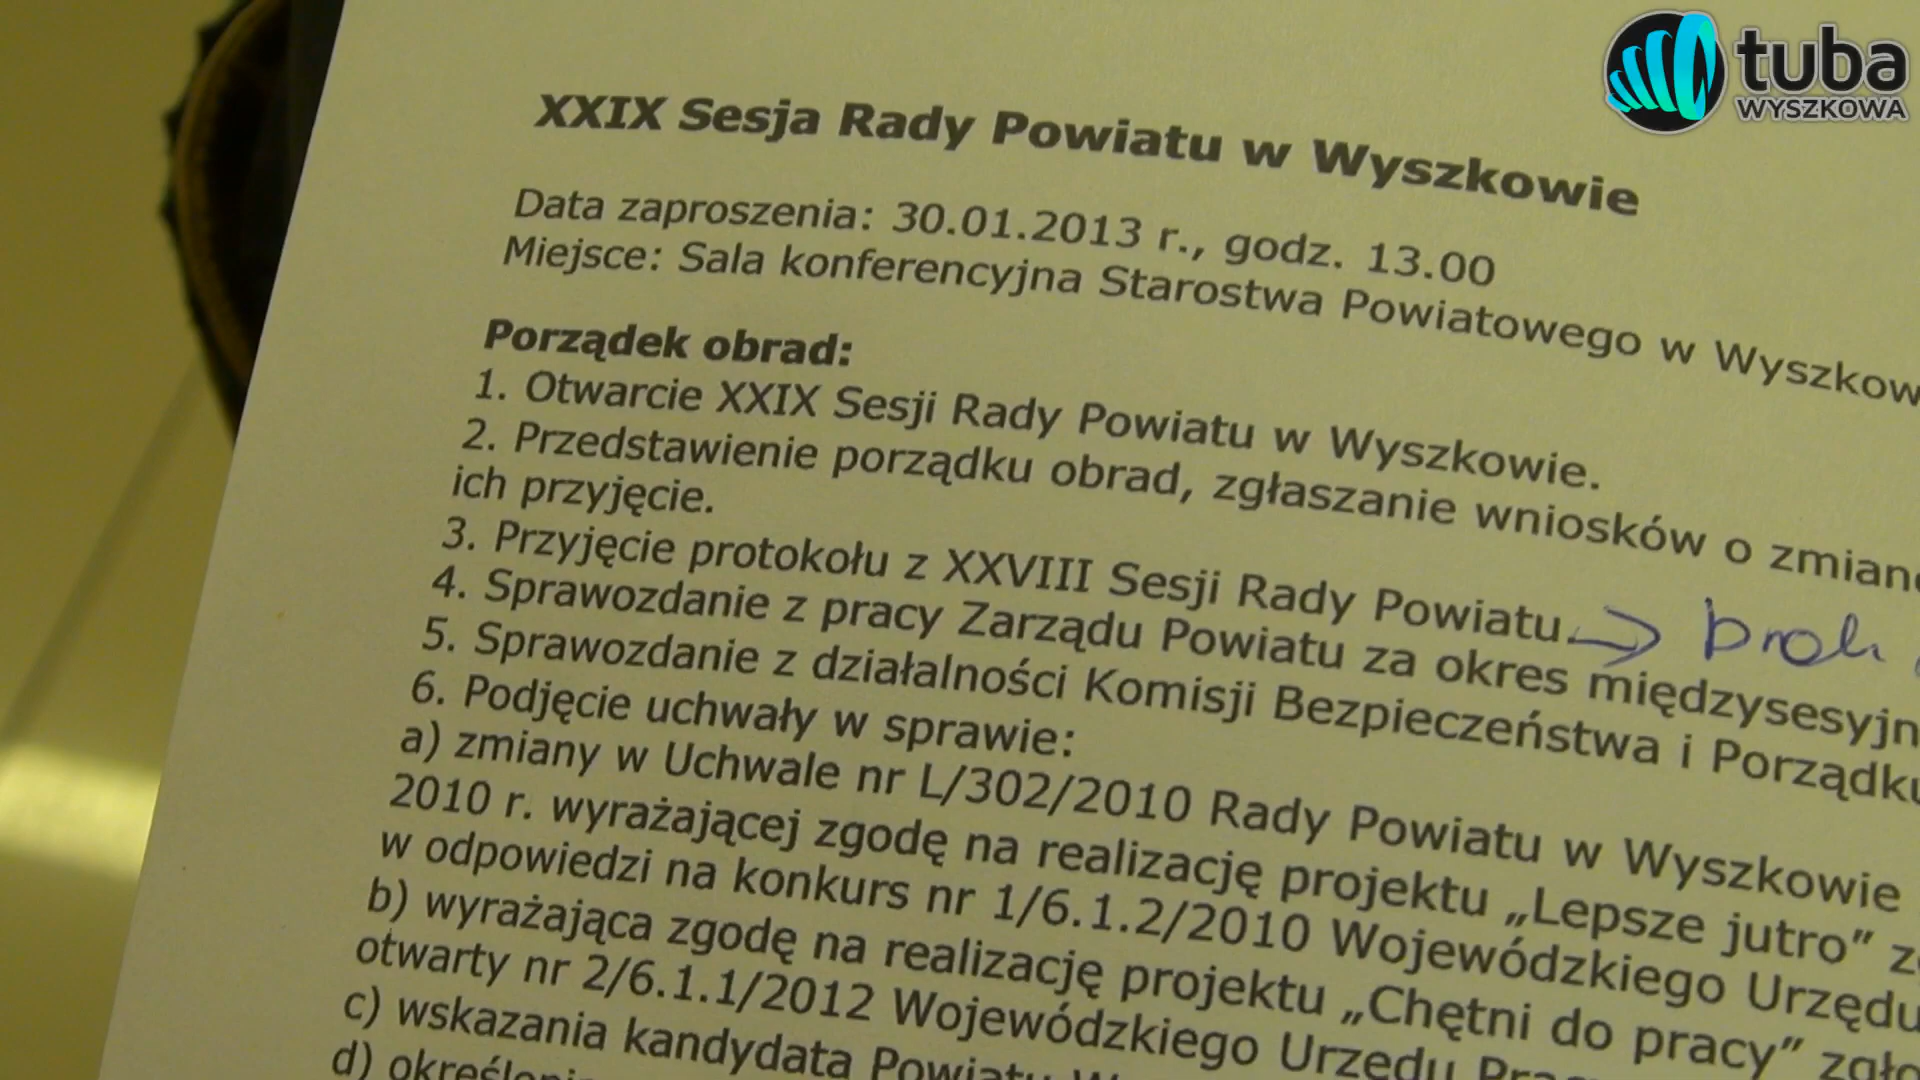 tuba
WYSZKOWA
XXIX Sesja Rady Powiatu w Wyszkowie
Data zaproszenia: 30.01.2013 r., godz. 13.00
Miejsce: Sala konferencyjna Starostwa Powiatowego w Wyszkow
Porządek obrad:
1. Otwarcie XXIX Sesji Rady Powiatu w Wyszkowie.
2. Przedstawienie porządku obrad, zgłaszanie wniosków o zmian
ich przyjęcie.
3. Przyjęcie protokołu z XXVIII Sesji Rady Powiatu.
4. Sprawozdanie z pracy Zarządu Powiatu za okres międzysesyjn
5. Sprawozdanie z działalności Komisji Bezpieczeństwa i Porządku
6. Podjęcie uchwały w sprawie:
a) zmiany w Uchwale nr L/302/2010 Rady Powiatu w Wyszkowie
2010 r. wyrażającej zgodę na realizację projektu „Lepsze jutro”
w odpowiedzi na konkurs nr 1/6.1.2/2010 Wojewódzkiego Urzędu
b) wyrażająca zgodę na realizację projektu „Chętni do pracy” zgło
otwarty nr 2/6.1.1/2012 Wojewódzkiego Urzędu
c) wskazania kandydata Powiatu
d)